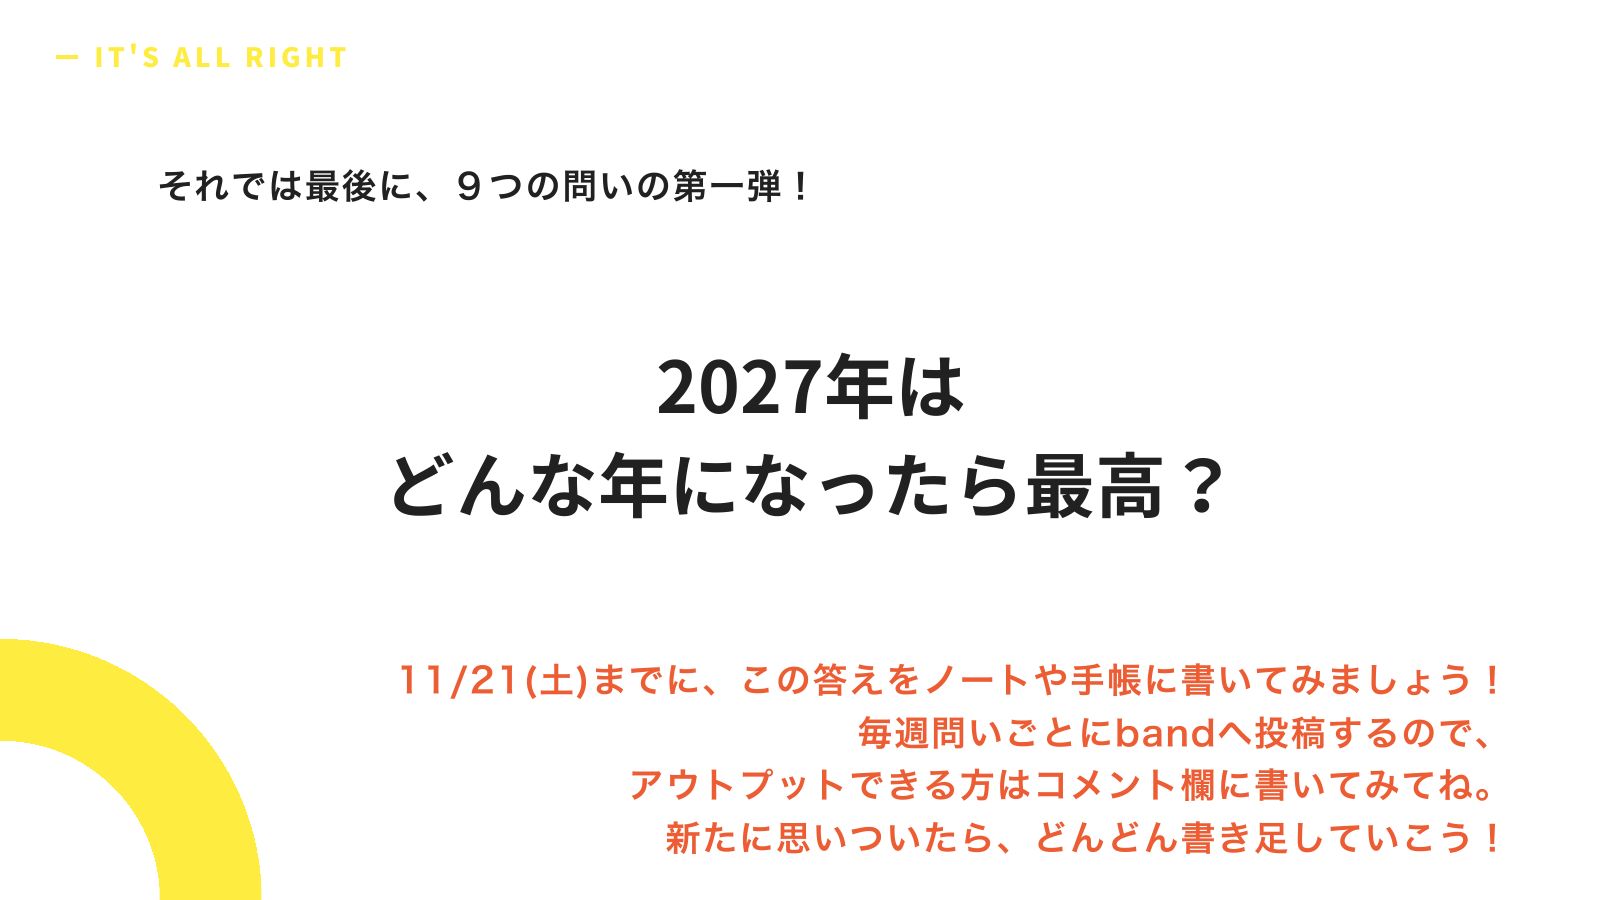 — IT'S ALL RIGHT
それでは最後に、９つの問いの第一弾！
2027年は
どんな年になったら最高？
11/21(土)までに、この答えをノートや手帳に書いてみましょう！
毎週問いごとにbandへ投稿するので、
アウトプットできる方はコメント欄に書いてみてね。
新たに思いついたら、どんどん書き足していこう！